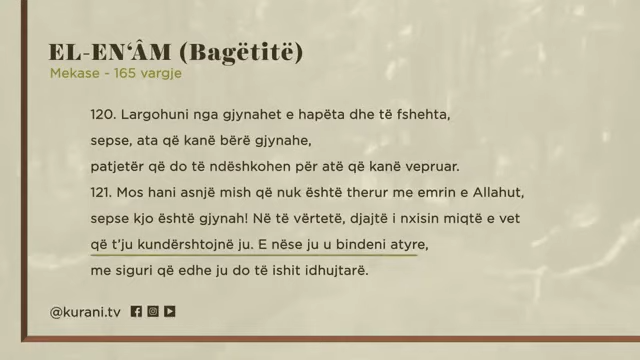 EL-EN‘ÂM (Bagëtitë)
Mekase - 165 vargje
120. Largohuni nga gjynahet e hapëta dhe të fshehta,
sepse, ata që kanë bërë gjynahe,
patjetër që do të ndëshkohen për atë që kanë vepruar.
121. Mos hani asnjë mish që nuk është therur me emrin e Allahut,
sepse kjo është gjynah! Në të vërtetë, djajtë i nxisin miqtë e vet
që t’ju kundërshtojnë ju. E nëse ju u bindeni atyre,
me siguri që edhe ju do të ishit idhujtarë.
@kurani.tv